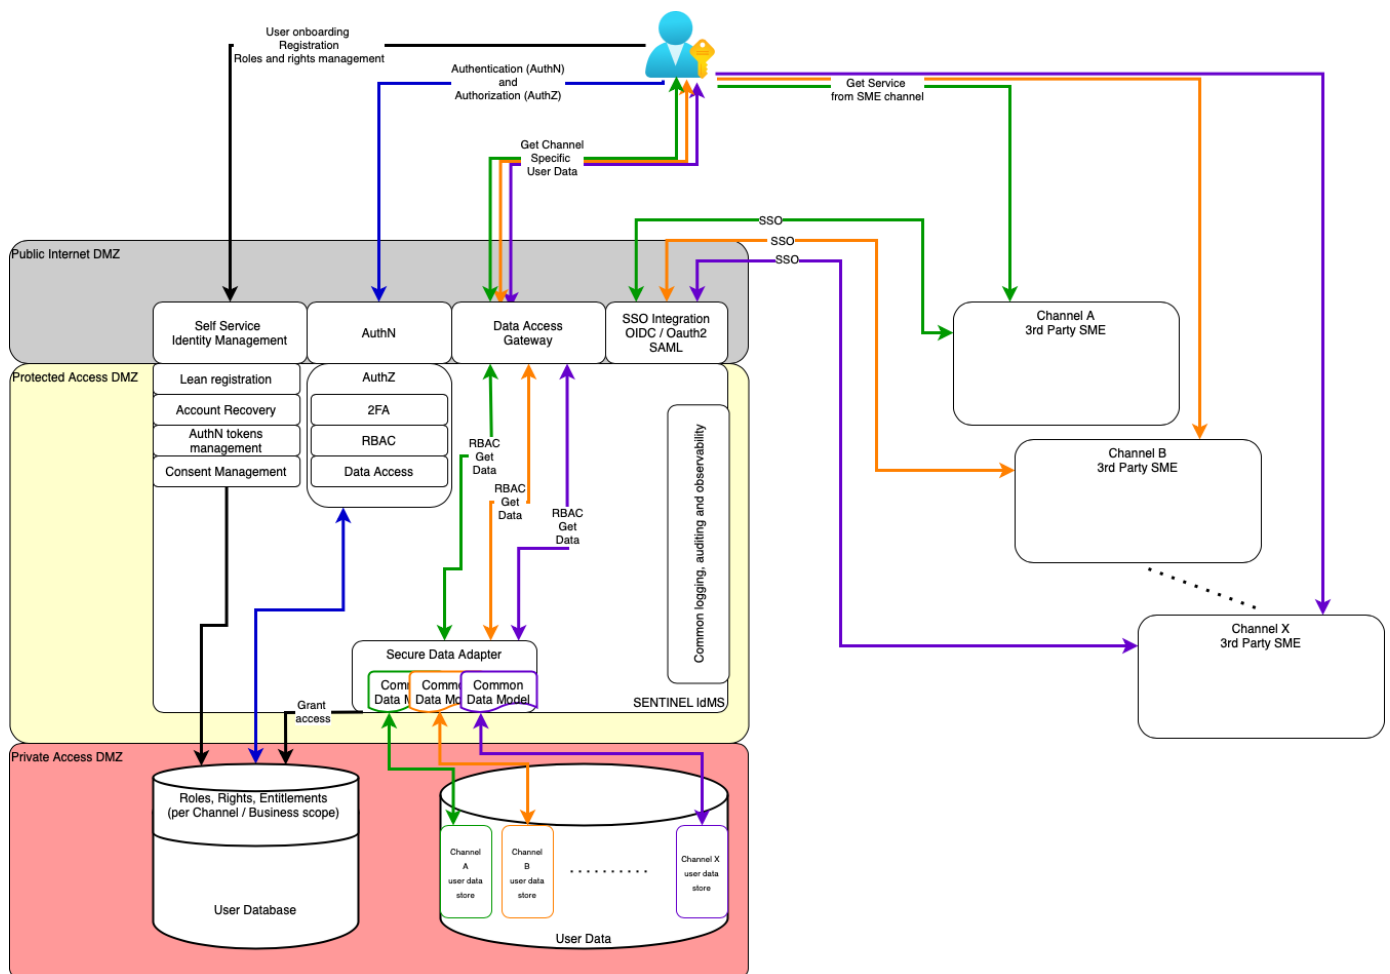 User onboarding
Registration
Roles and rights management
Authentication (AuthN)
and
Authorization (AuthZ)
Get Service
from SME channel
Get Channel
Specific
User Data
SSO
SSO
SSO
Public Internet DMZ
Self Service
Identity Management
AuthN
Data Access
Gateway
SSO Integration
OIDC / Oauth2
SAML
Channel A
3rd Party SME
Protected Access DMZ
Lean registration
Account Recovery
AuthN tokens
management
Consent Management
AuthZ
2FA
RBAC
Data Access
RBAC
Get
Data
RBAC
Get
Data
RBAC
Get
Data
Common logging, auditing and observability
Channel B
3rd Party SME
Channel X
3rd Party SME
Secure Data Adapter
Common
Data Model
SENTINEL IdMS
Grant
access
Private Access DMZ
Roles, Rights, Entitlements
(per Channel / Business scope)
User Database
Channel
A
user data
store
Channel
B
user data
store
Channel X
user data
store
User Data